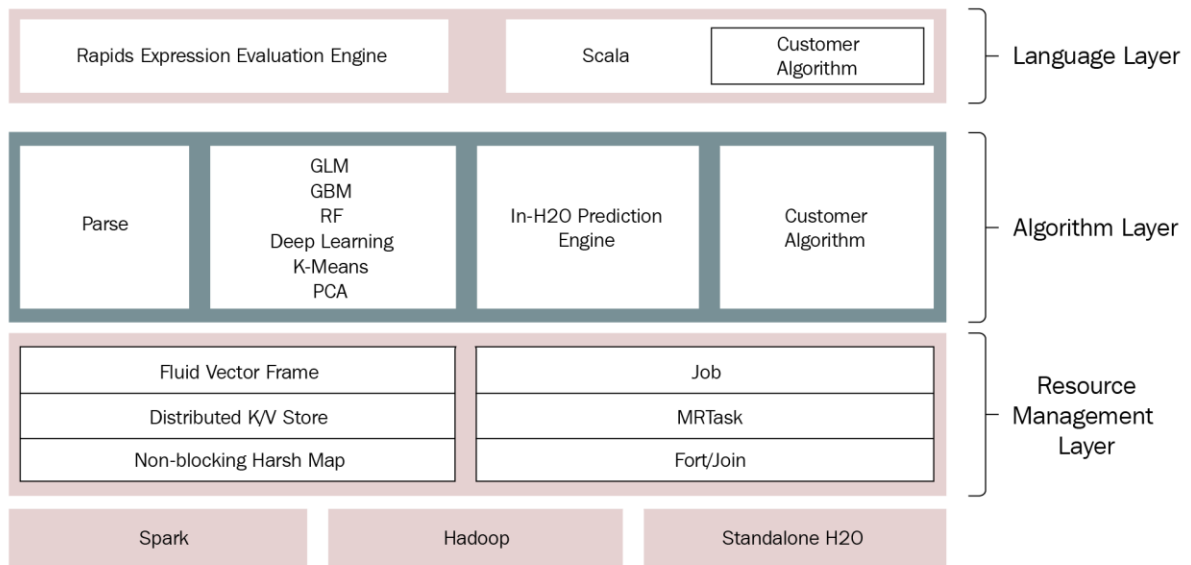 Rapids Expression Evaluation Engine
Scala
Customer
Algorithm
Language Layer
Parse
GLM
GBM
RF
Deep Learning
K-Means
PCA
In-H2O Prediction
Engine
Customer
Algorithm
Algorithm Layer
Fluid Vector Frame
Distributed K/V Store
Non-blocking Harsh Map
Job
MRTask
Fort/Join
Resource
Management
Layer
Spark
Hadoop
Standalone H2O